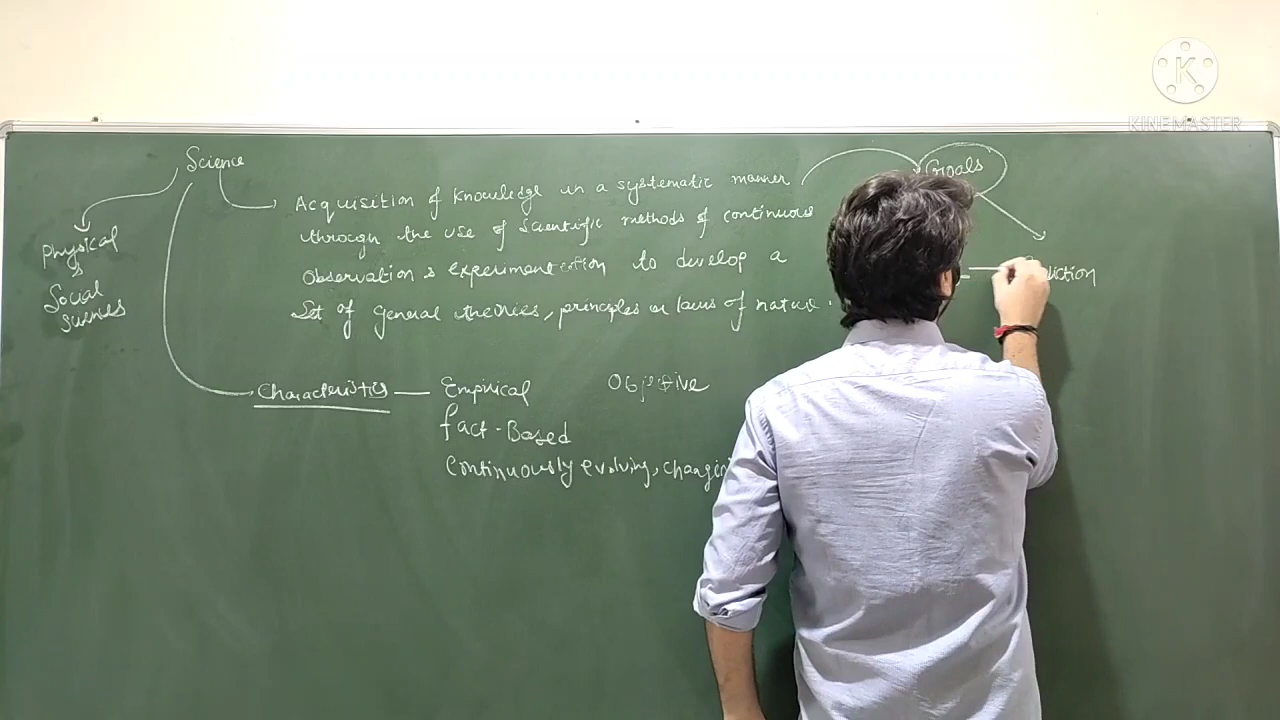 Science
Goals
Acquisition of knowledge in a systematic manner
through the use of scientific methods of continuous
Observation & experimentation to develop a
Set of general theories, principles or laws of nature.
Physical
&
Social
Sciences
Characteristics — Empirical
Objective
fact-Based
Continuously evolving,
K
KINEMASTER